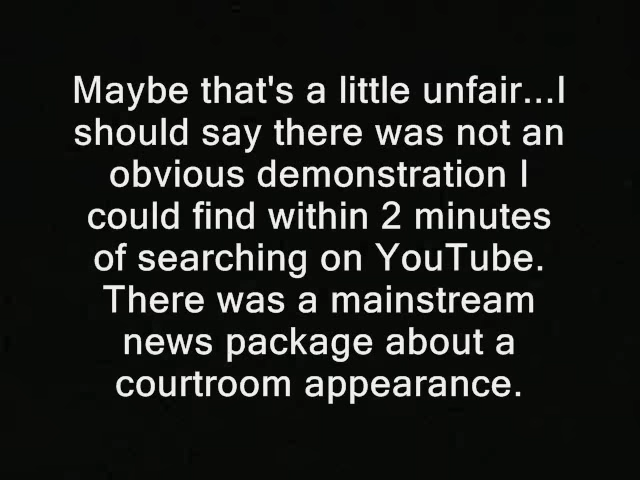 Maybe that's a little unfair...I
should say there was not an
obvious demonstration I
could find within 2 minutes
of searching on YouTube.
There was a mainstream
news package about a
courtroom appearance.